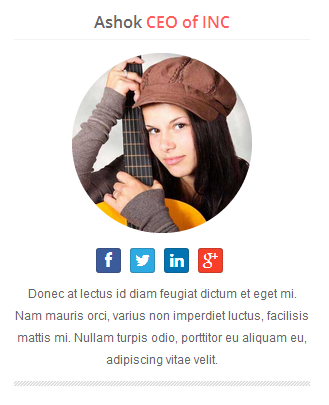 Ashok CEO of INC
Donec at lectus id diam feugiat dictum et eget mi.
Nam mauris orci, varius non imperdiet luctus, facilisis
mattis mi. Nullam turpis odio, porttitor eu aliquam eu,
adipiscing vitae velit.